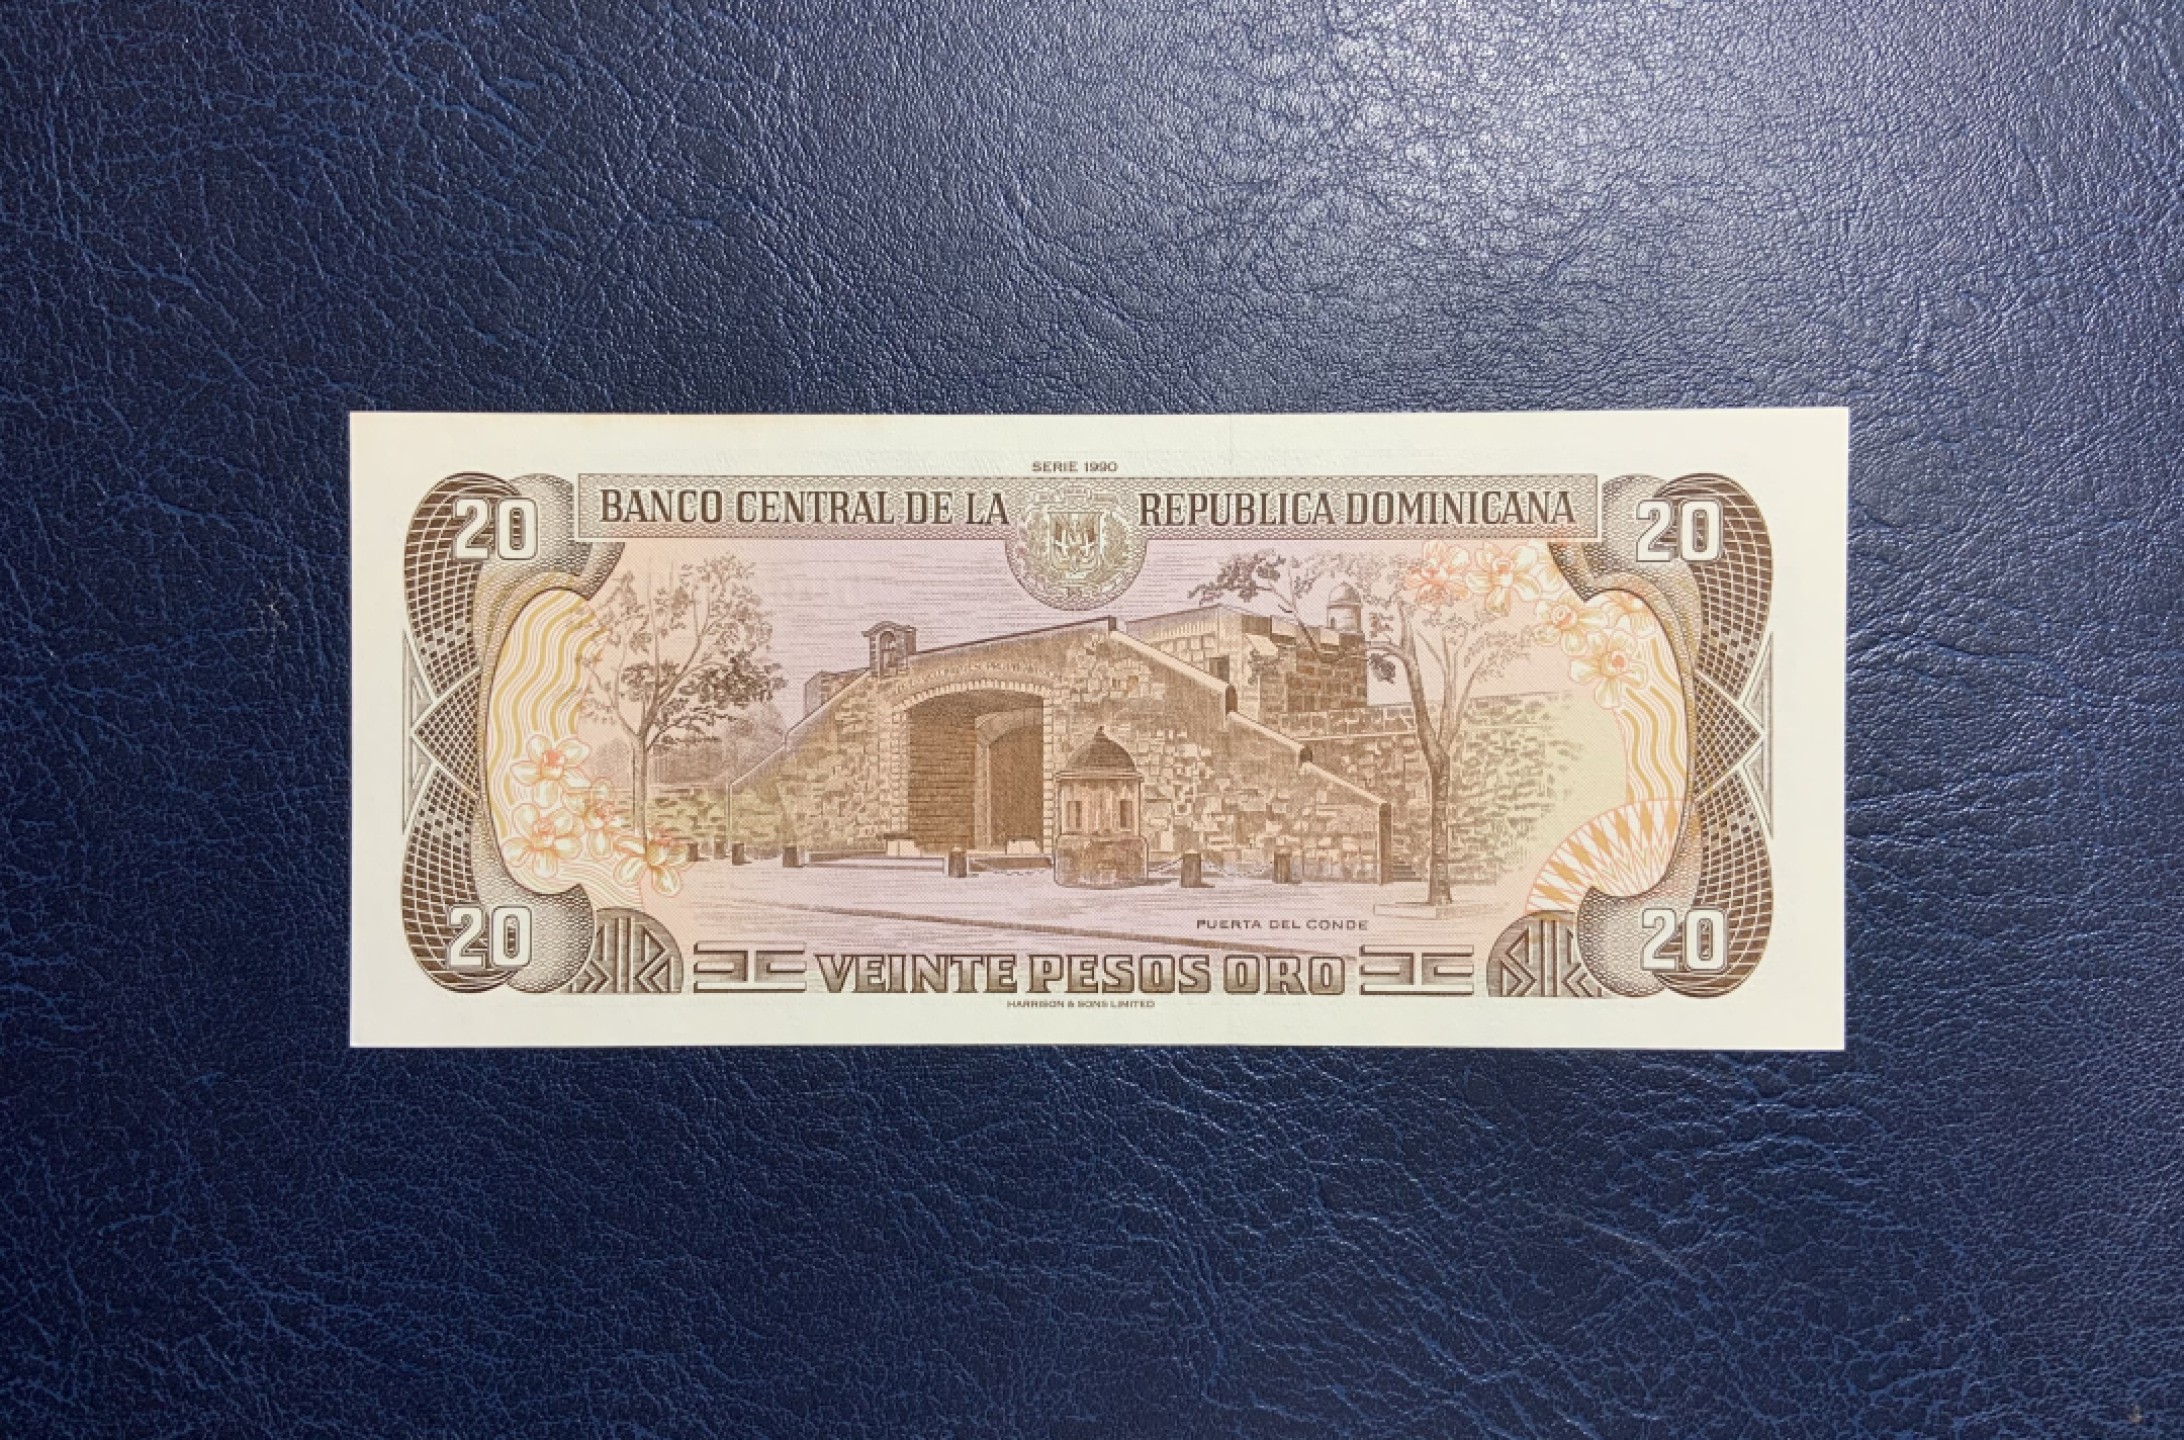 SERIE 1990
20 BANCO CENTRAL DE LA REPUBLICA DOMINICANA 20
PUERTA DEL CONDE
20 VEINTE PESOS ORO 20
HARRISON & SONS LIMITED